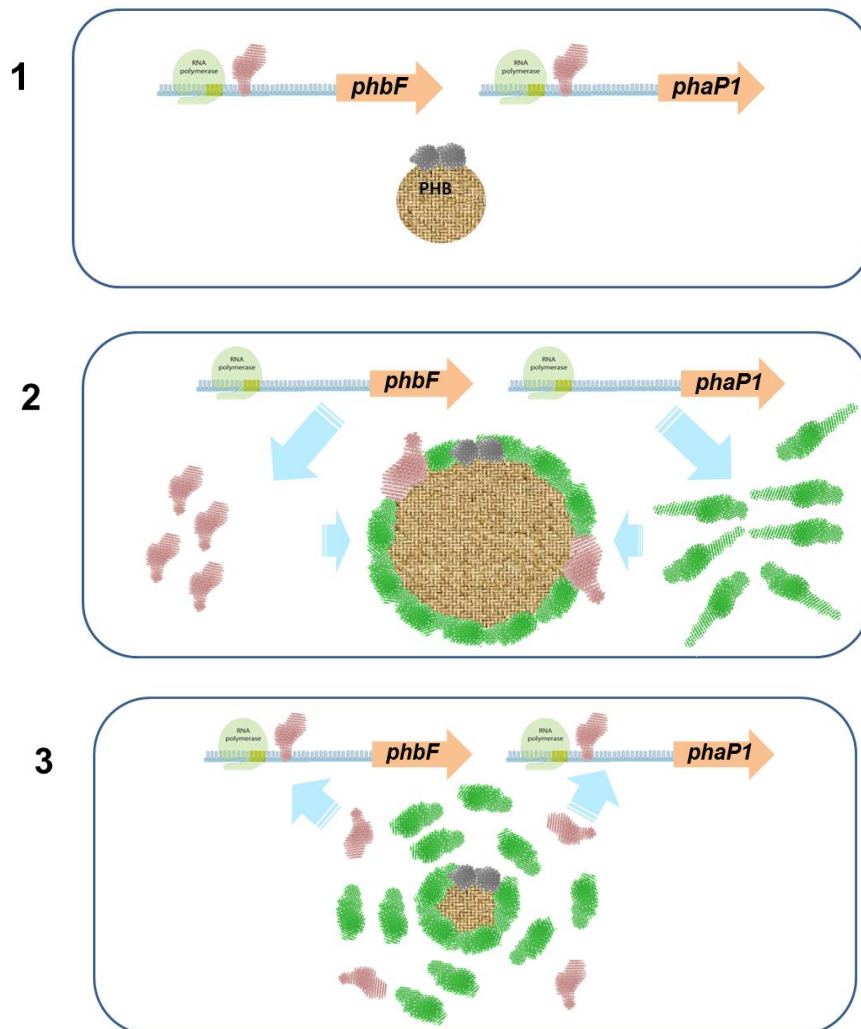 1
RNA
polymerase
phbF
RNA
polymerase
phaP1
PHB
2
RNA
polymerase
phbF
RNA
polymerase
phaP1
3
RNA
polymerase
phbF
RNA
polymerase
phaP1